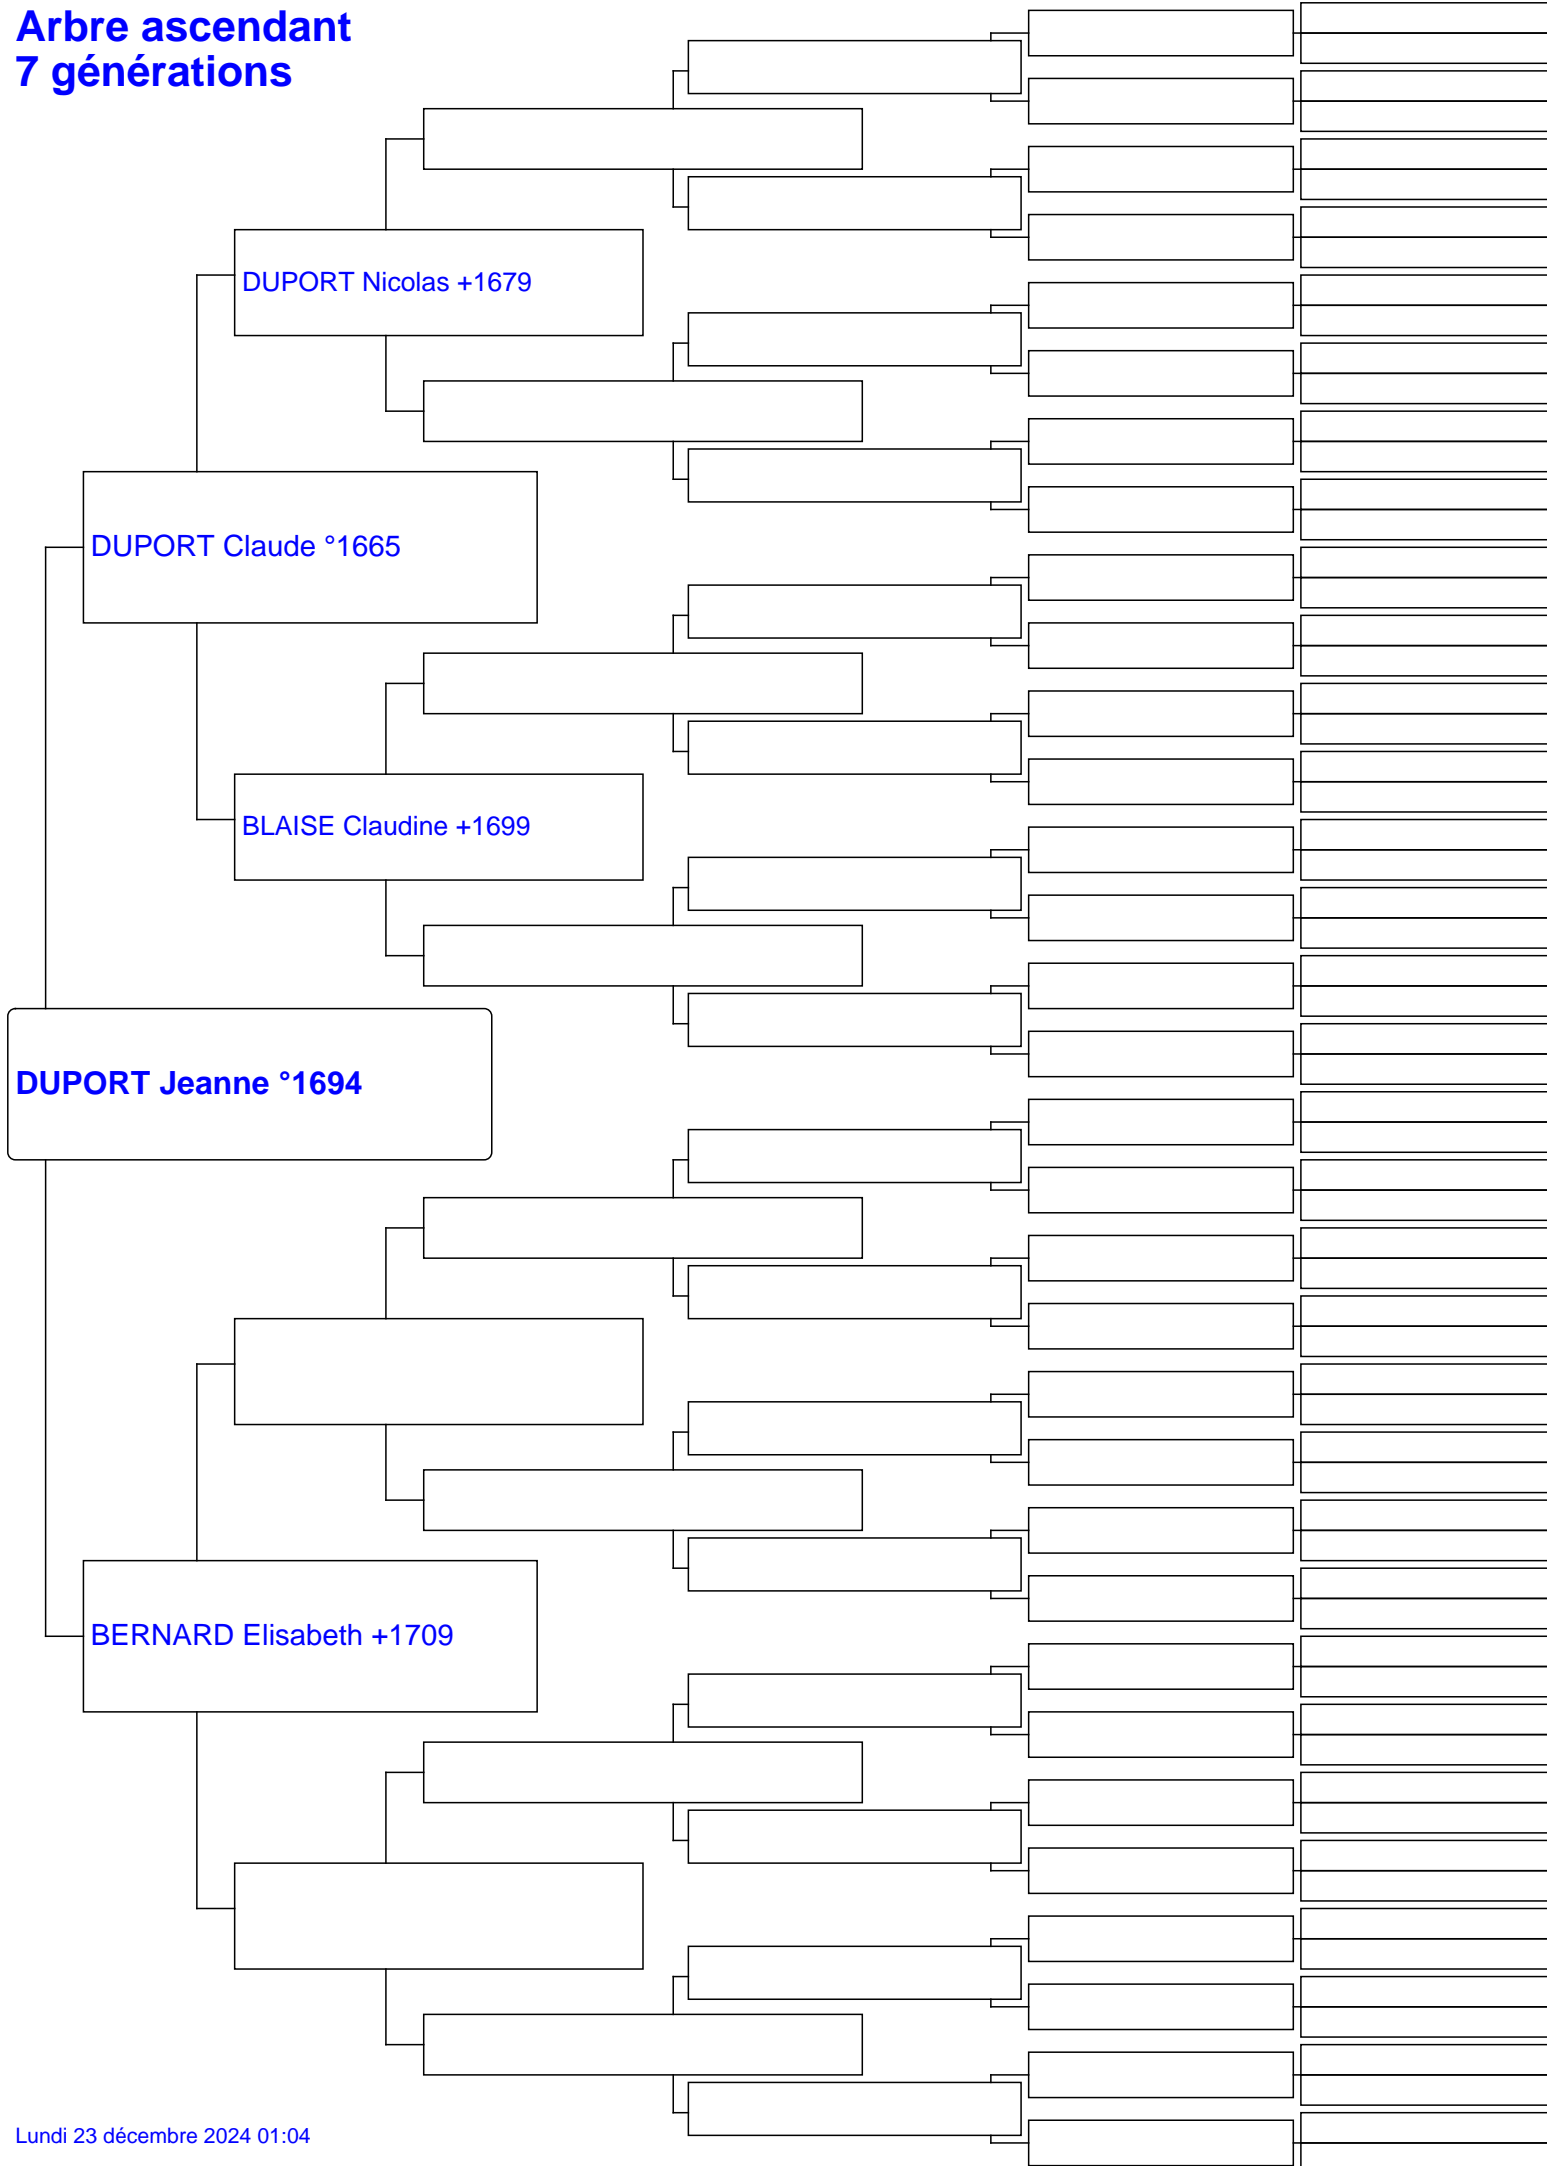 Arbre ascendant
7 générations
DUPORT Nicolas +1679
DUPORT Claude °1665
BLAISE Claudine +1699
DUPORT Jeanne °1694
BERNARD Elisabeth +1709
Lundi 23 décembre 2024 01:04